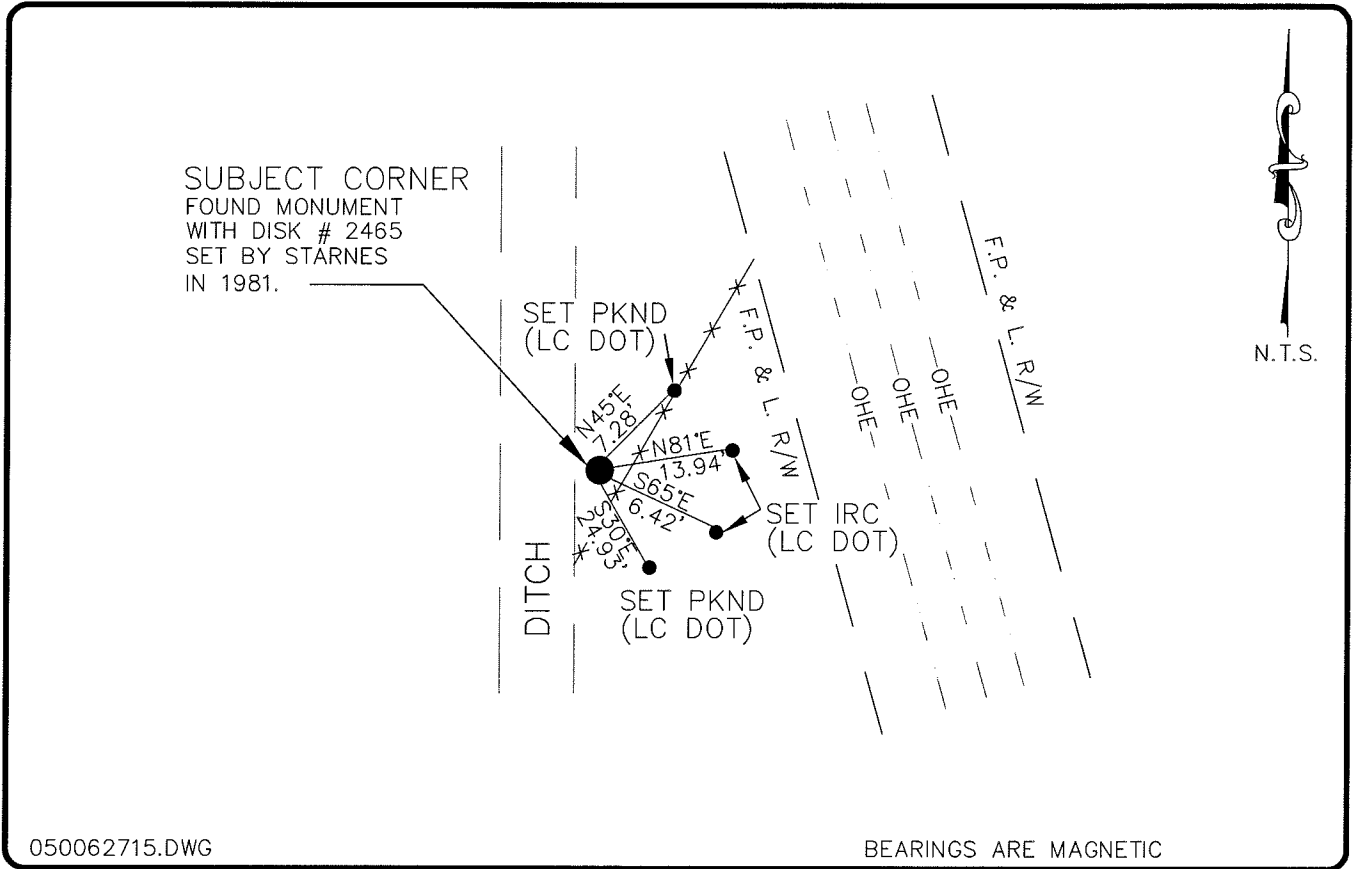 SUBJECT CORNER
FOUND MONUMENT
WITH DISK # 2465
SET BY STARNES
IN 1981.
SET PKND
(LC DOT)
N45°E
7.28'
N81°E
13.94'
S65°E
6.42'
S30°E
24.93'
SET IRC
(LC DOT)
SET PKND
(LC DOT)
DITCH
F.P. & L. R/W
OHE
OHE
OHE
F.P. & L. R/W
N.T.S.
050062715.DWG
BEARINGS ARE MAGNETIC